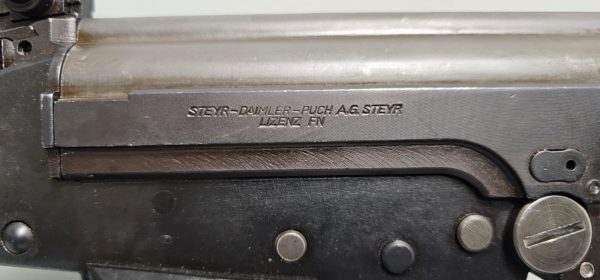 STEYR-DAIMLER-PUCH A.G. STEYR
LIZENZ FN